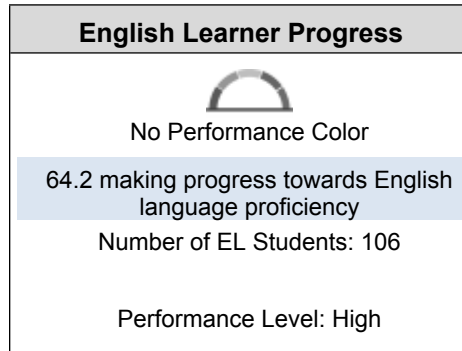 English Learner Progress
No Performance Color
64.2 making progress towards English
language proficiency
Number of EL Students: 106
Performance Level: High